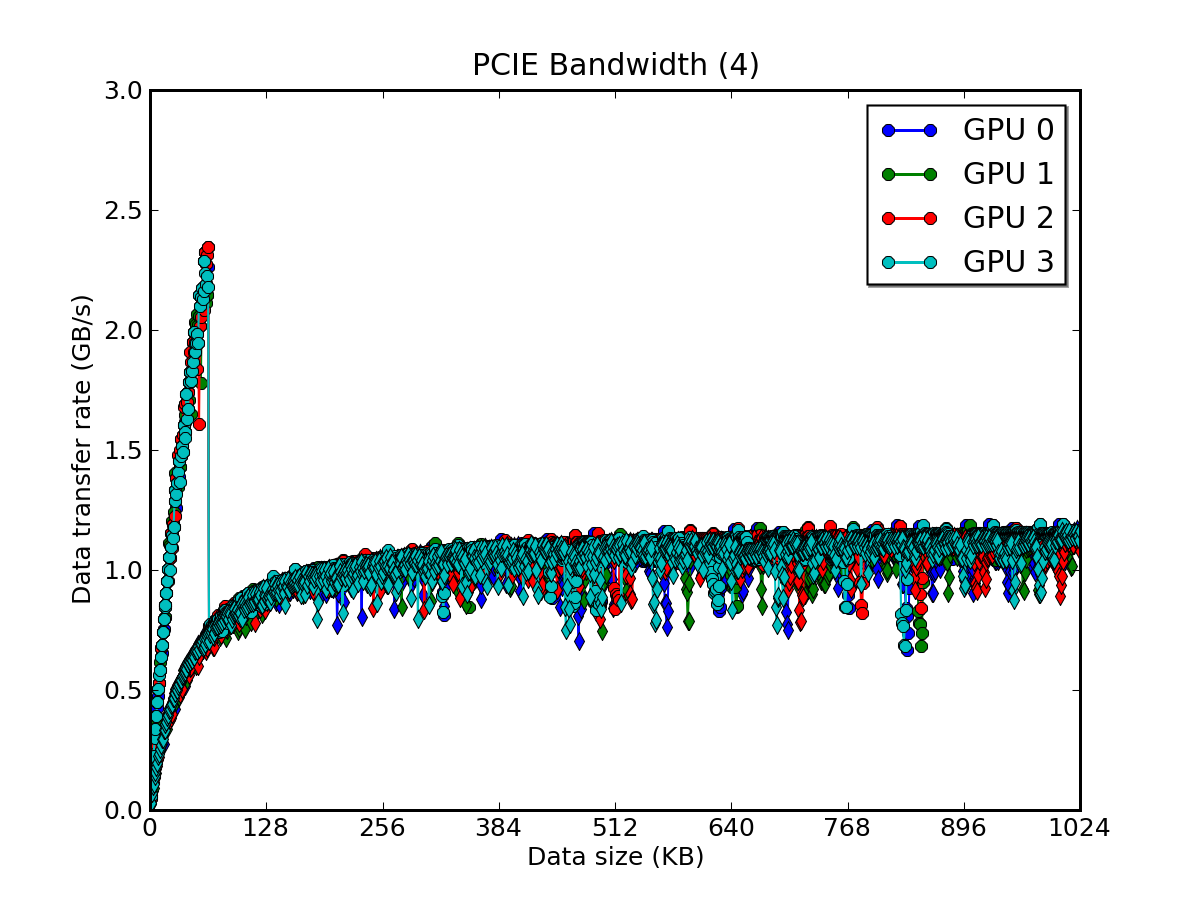 PCIE Bandwidth (4)
3.0
2.5
2.0
1.5
1.0
0.5
0.0
Data transfer rate (GB/s)
GPU 0
GPU 1
GPU 2
GPU 3
0 128 256 384 512 640 768 896 1024
Data size (KB)